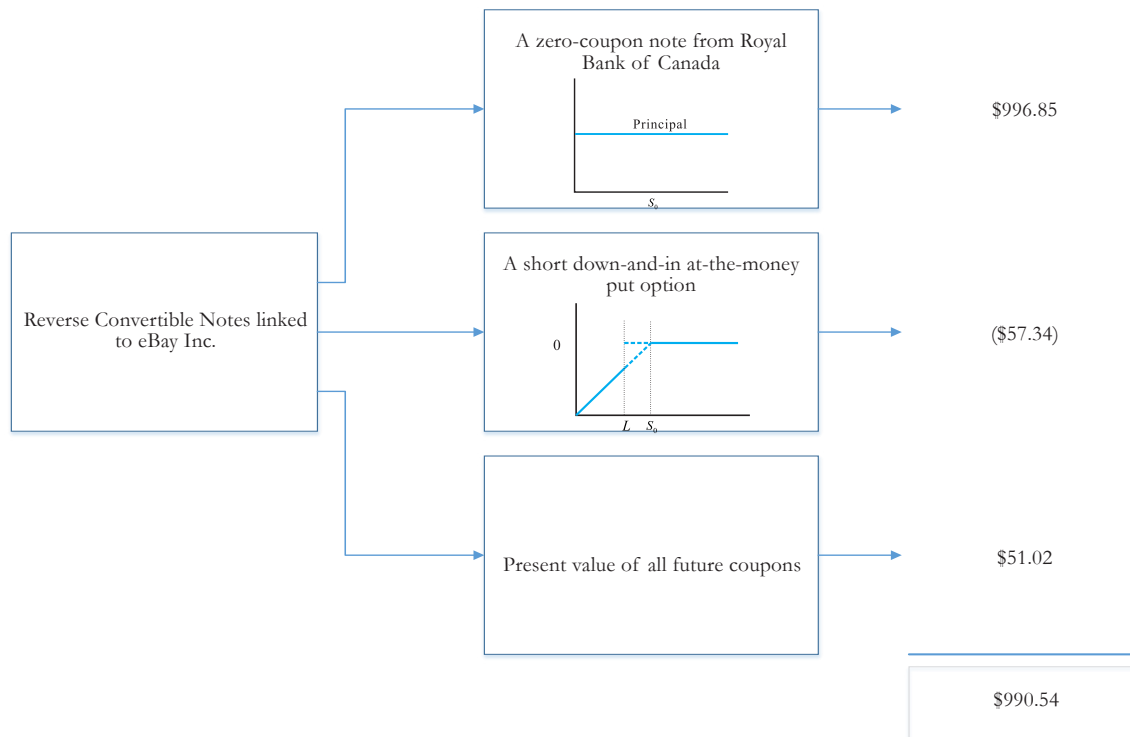 A zero-coupon note from Royal
Bank of Canada
Principal
S₀
$996.85
Reverse Convertible Notes linked
to eBay Inc.
A short down-and-in at-the-money
put option
0
L S₀
($57.34)
Present value of all future coupons
$51.02
$990.54